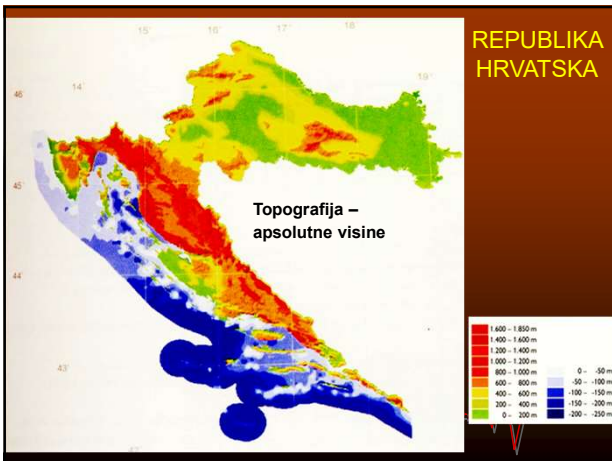 REPUBLIKA
HRVATSKA
15°
16°
17°
18°
19°
14°
46°
45°
44°
43°
42°
Topografija –
apsolutne visine
1.600 – 1.850 m
1.400 – 1.600 m
1.200 – 1.400 m
1.000 – 1.200 m
800 – 1.000 m
600 – 800 m
400 – 600 m
200 – 400 m
0 – 200 m
0 – -50 m
-50 – -100 m
-100 – -150 m
-150 – -200 m
-200 – -250 m